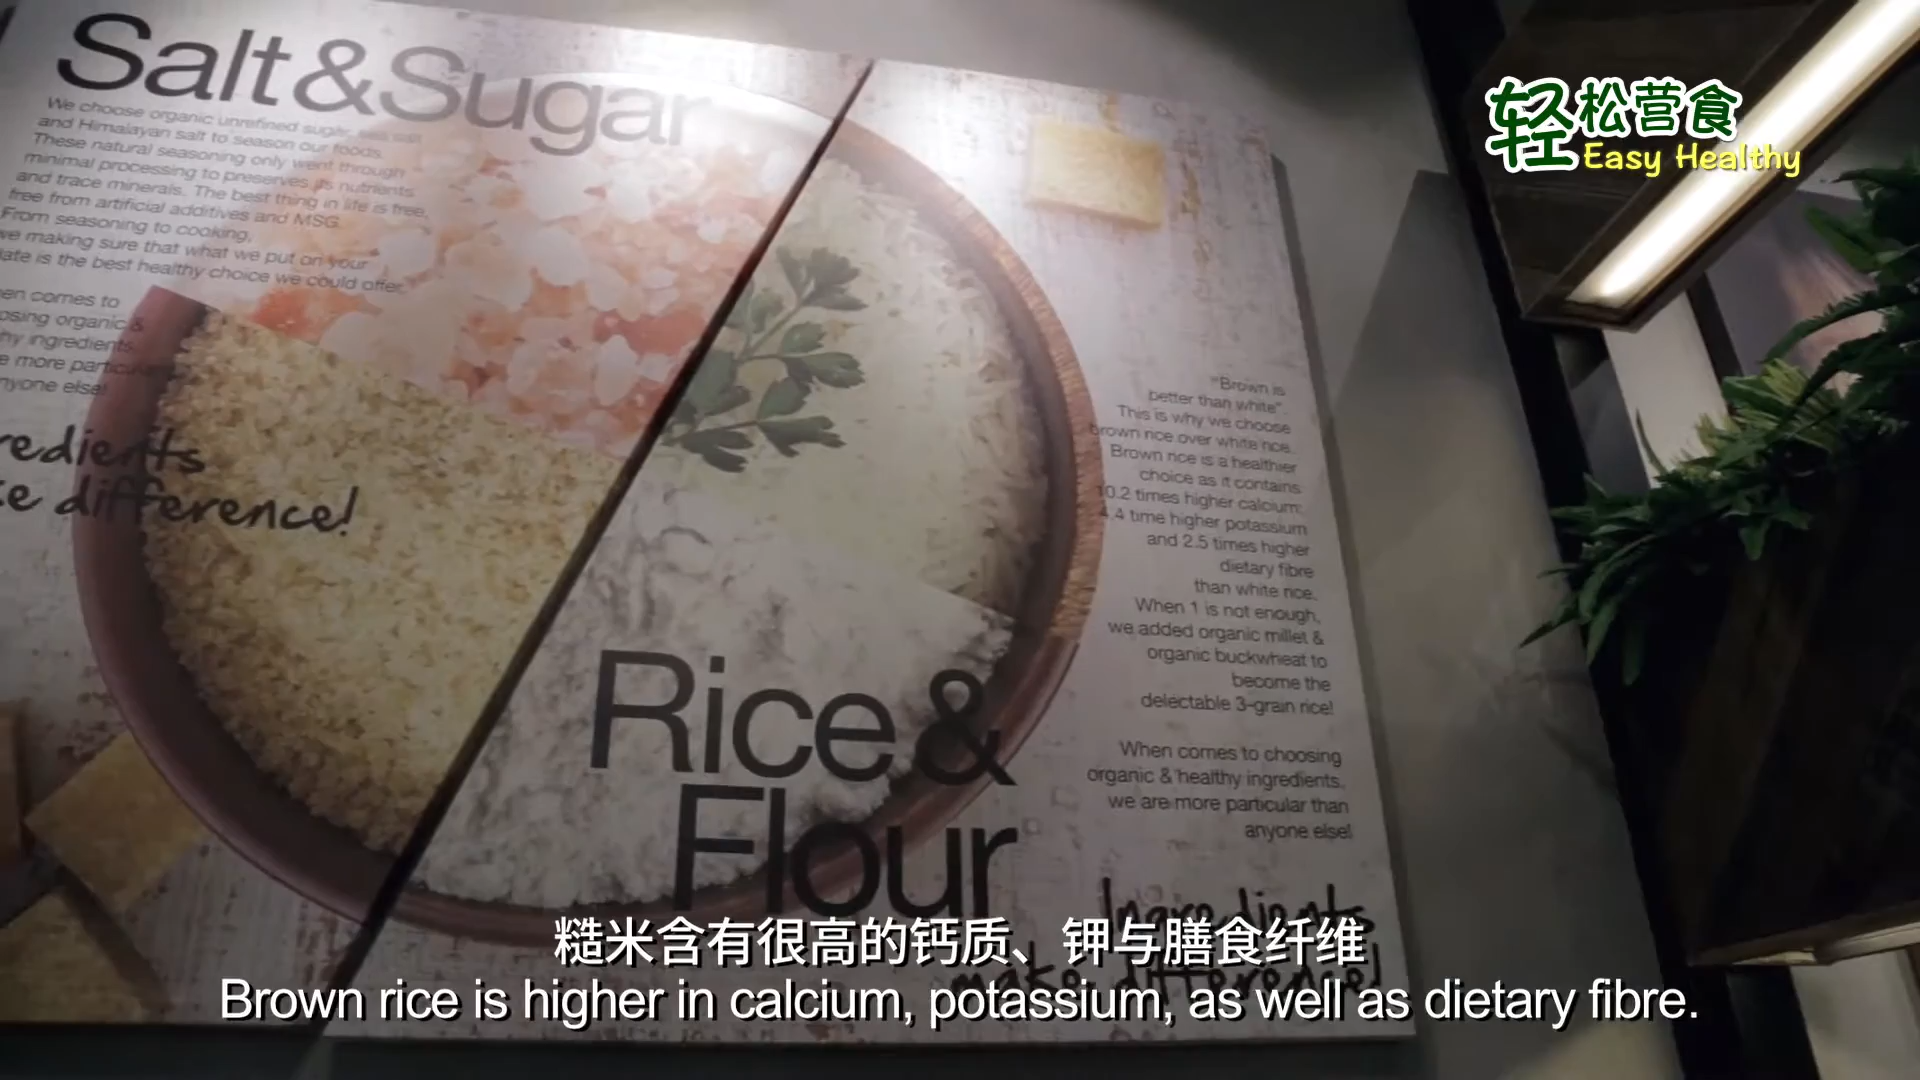 Salt & Sugar
We choose organic unrefined sugar, sea salt
and Himalayan salt to season our foods.
These natural seasoning only went through
minimal processing to preserves its nutrients
and trace minerals. The best thing in life is free,
free from artificial additives and MSG.
From seasoning to cooking,
we making sure that what we put on your
is the best healthy choice we could offer.
comes to
organic &
ingredients
more particular
anyone else!
difference!
轻松营食
Easy Healthy
"Brown is
better than white".
This is why we choose
brown rice over white rice.
Brown rice is a healthier
choice as it contains
10.2 times higher calcium,
4.4 time higher potassium
and 2.5 times higher
dietary fibre
than white rice.
When 1 is not enough,
we added organic millet &
organic buckwheat to
become the
delectable 3-grain rice!
When comes to choosing
organic & healthy ingredients,
we are more particular than
anyone else!
Rice &
Flour
Ingredients
make difference!
糙米含有很高的钙质、钾与膳食纤维
Brown rice is higher in calcium, potassium, as well as dietary fibre.